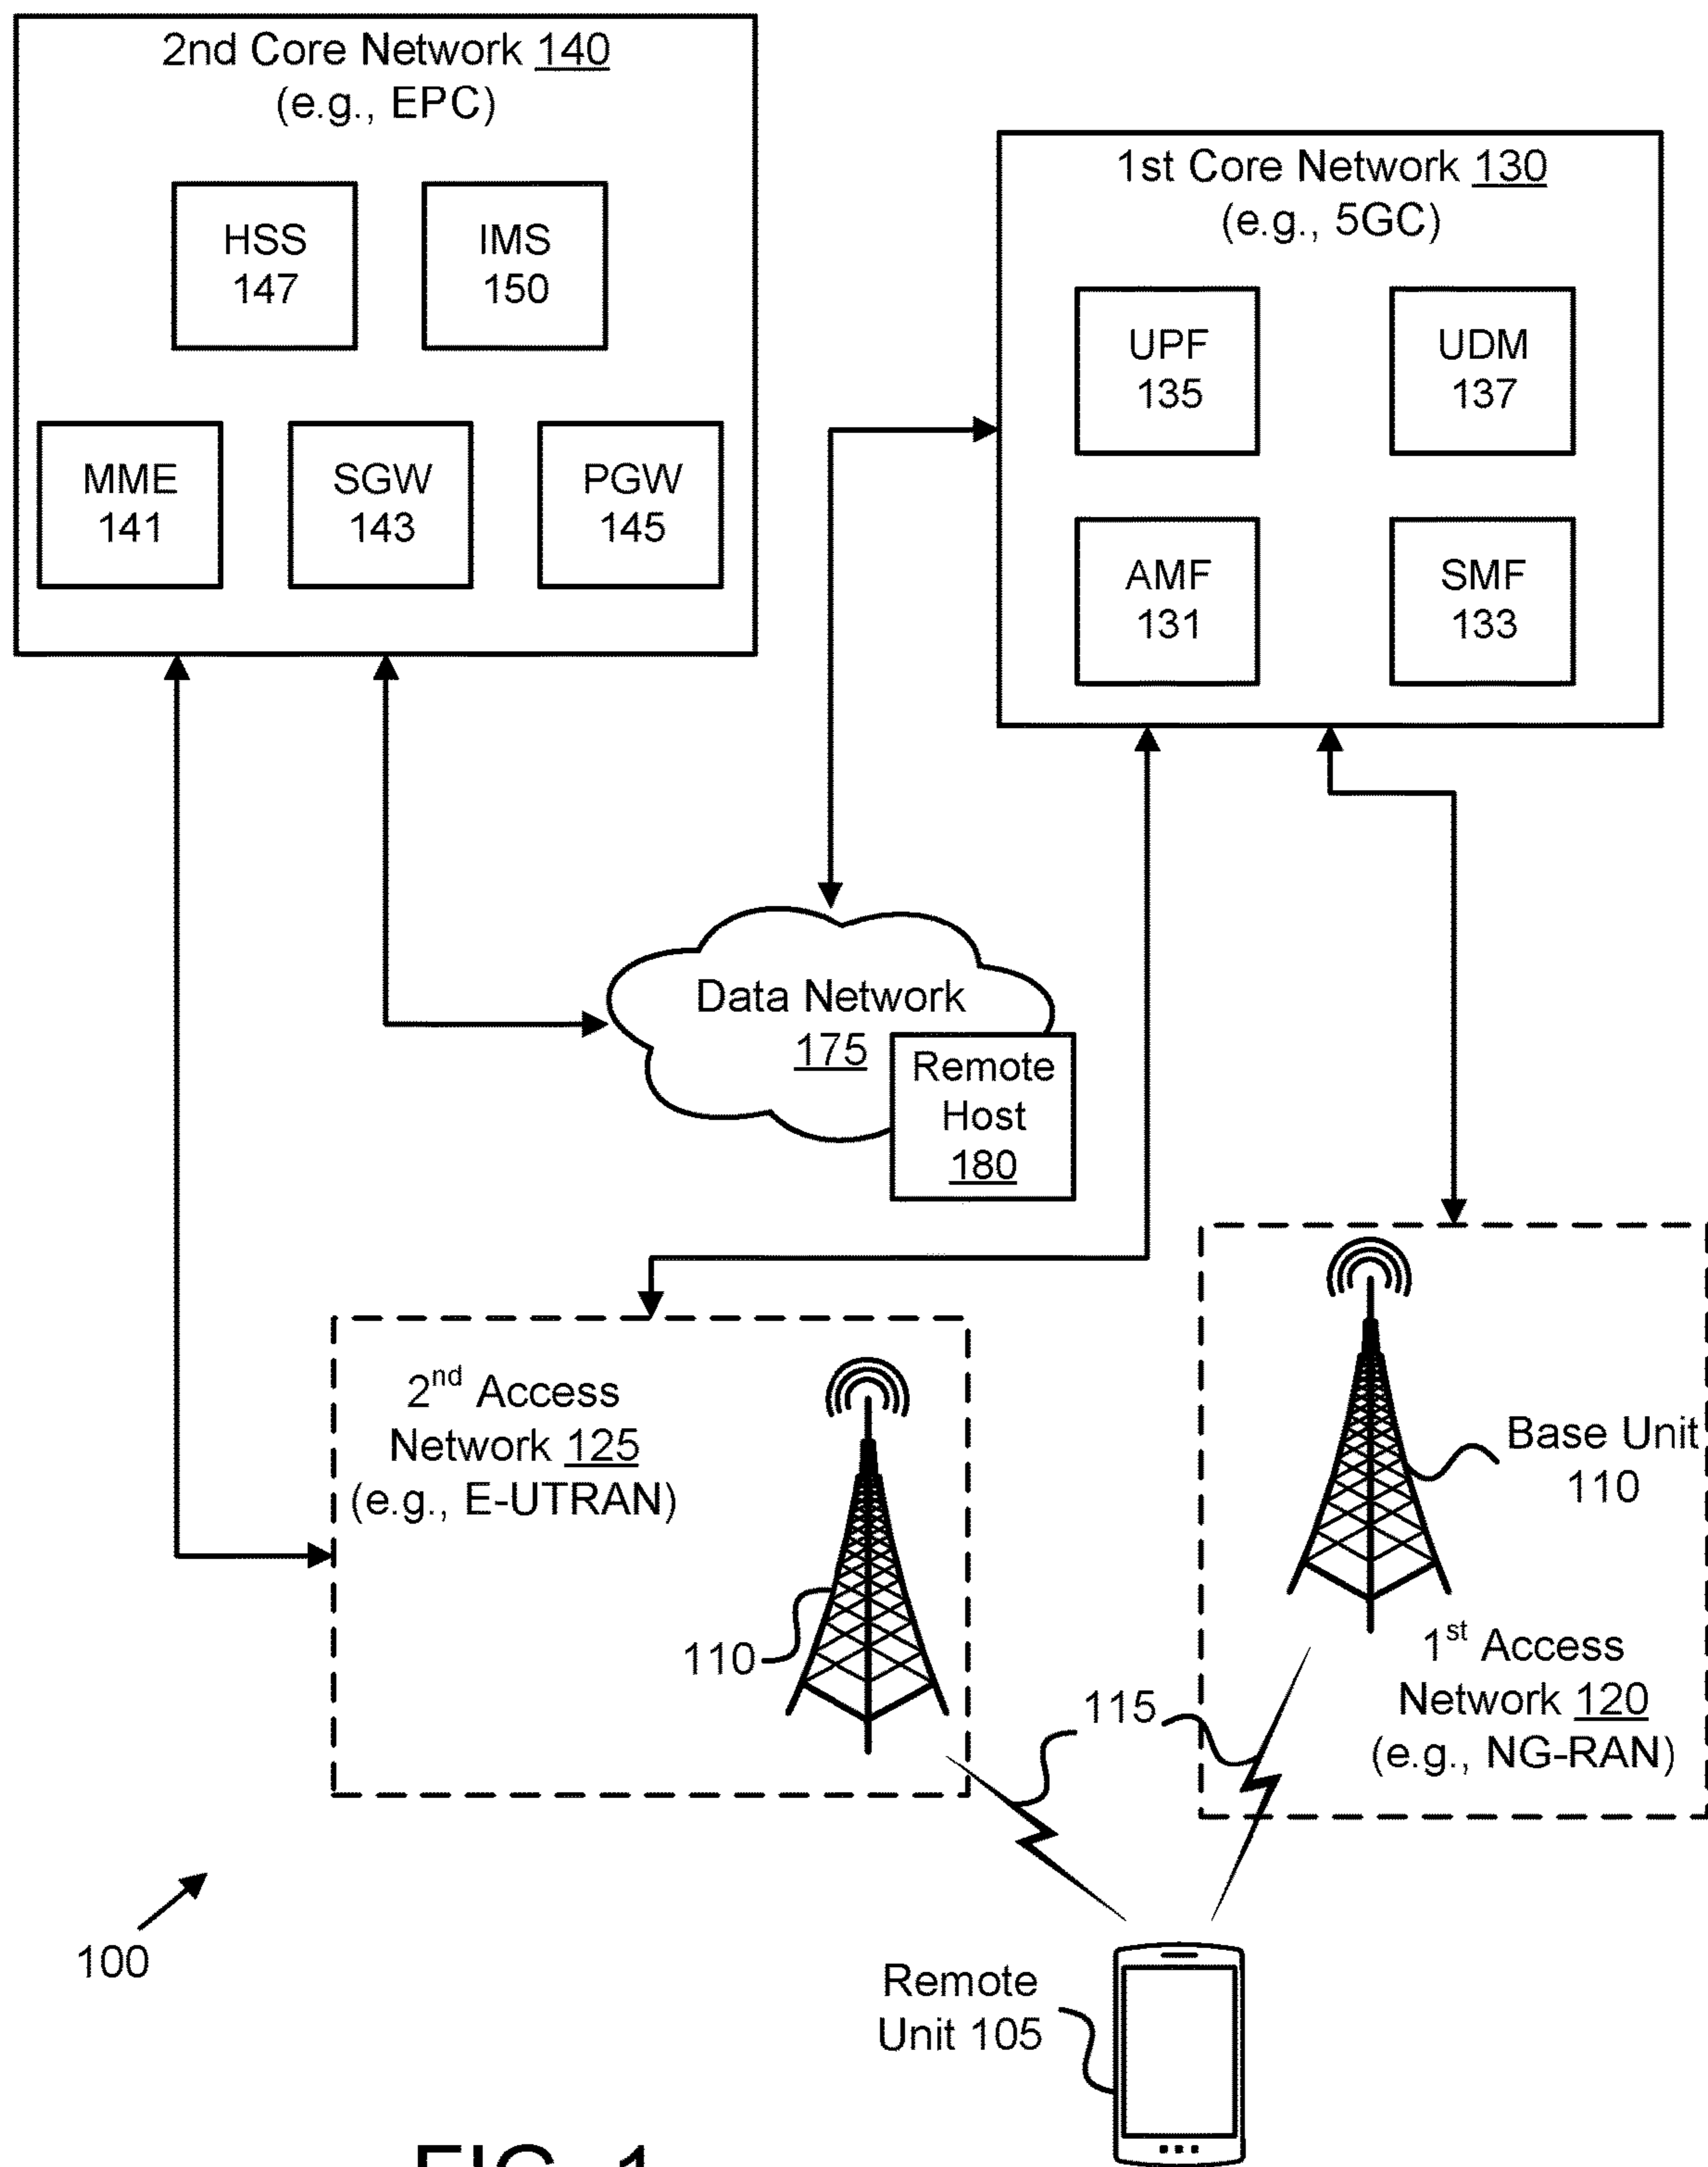 2nd Core Network 140
(e.g., EPC)
HSS
147
IMS
150
MME
141
SGW
143
PGW
145
1st Core Network 130
(e.g., 5GC)
UPF
135
UDM
137
AMF
131
SMF
133
Data Network
175
Remote
Host
180
2nd Access
Network 125
(e.g., E-UTRAN)
110
Base Unit
110
1st Access
Network 120
(e.g., NG-RAN)
115
100
Remote
Unit 105
FIG. 1